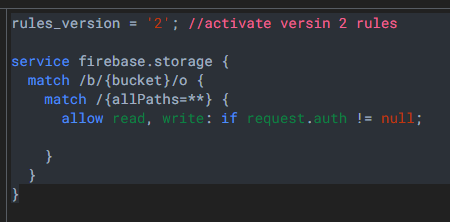 rules_version = '2'; //activate versin 2 rules
service firebase.storage {
match /b/{bucket}/o {
match /{allPaths=**} {
allow read, write: if request.auth != null;
}
}
}